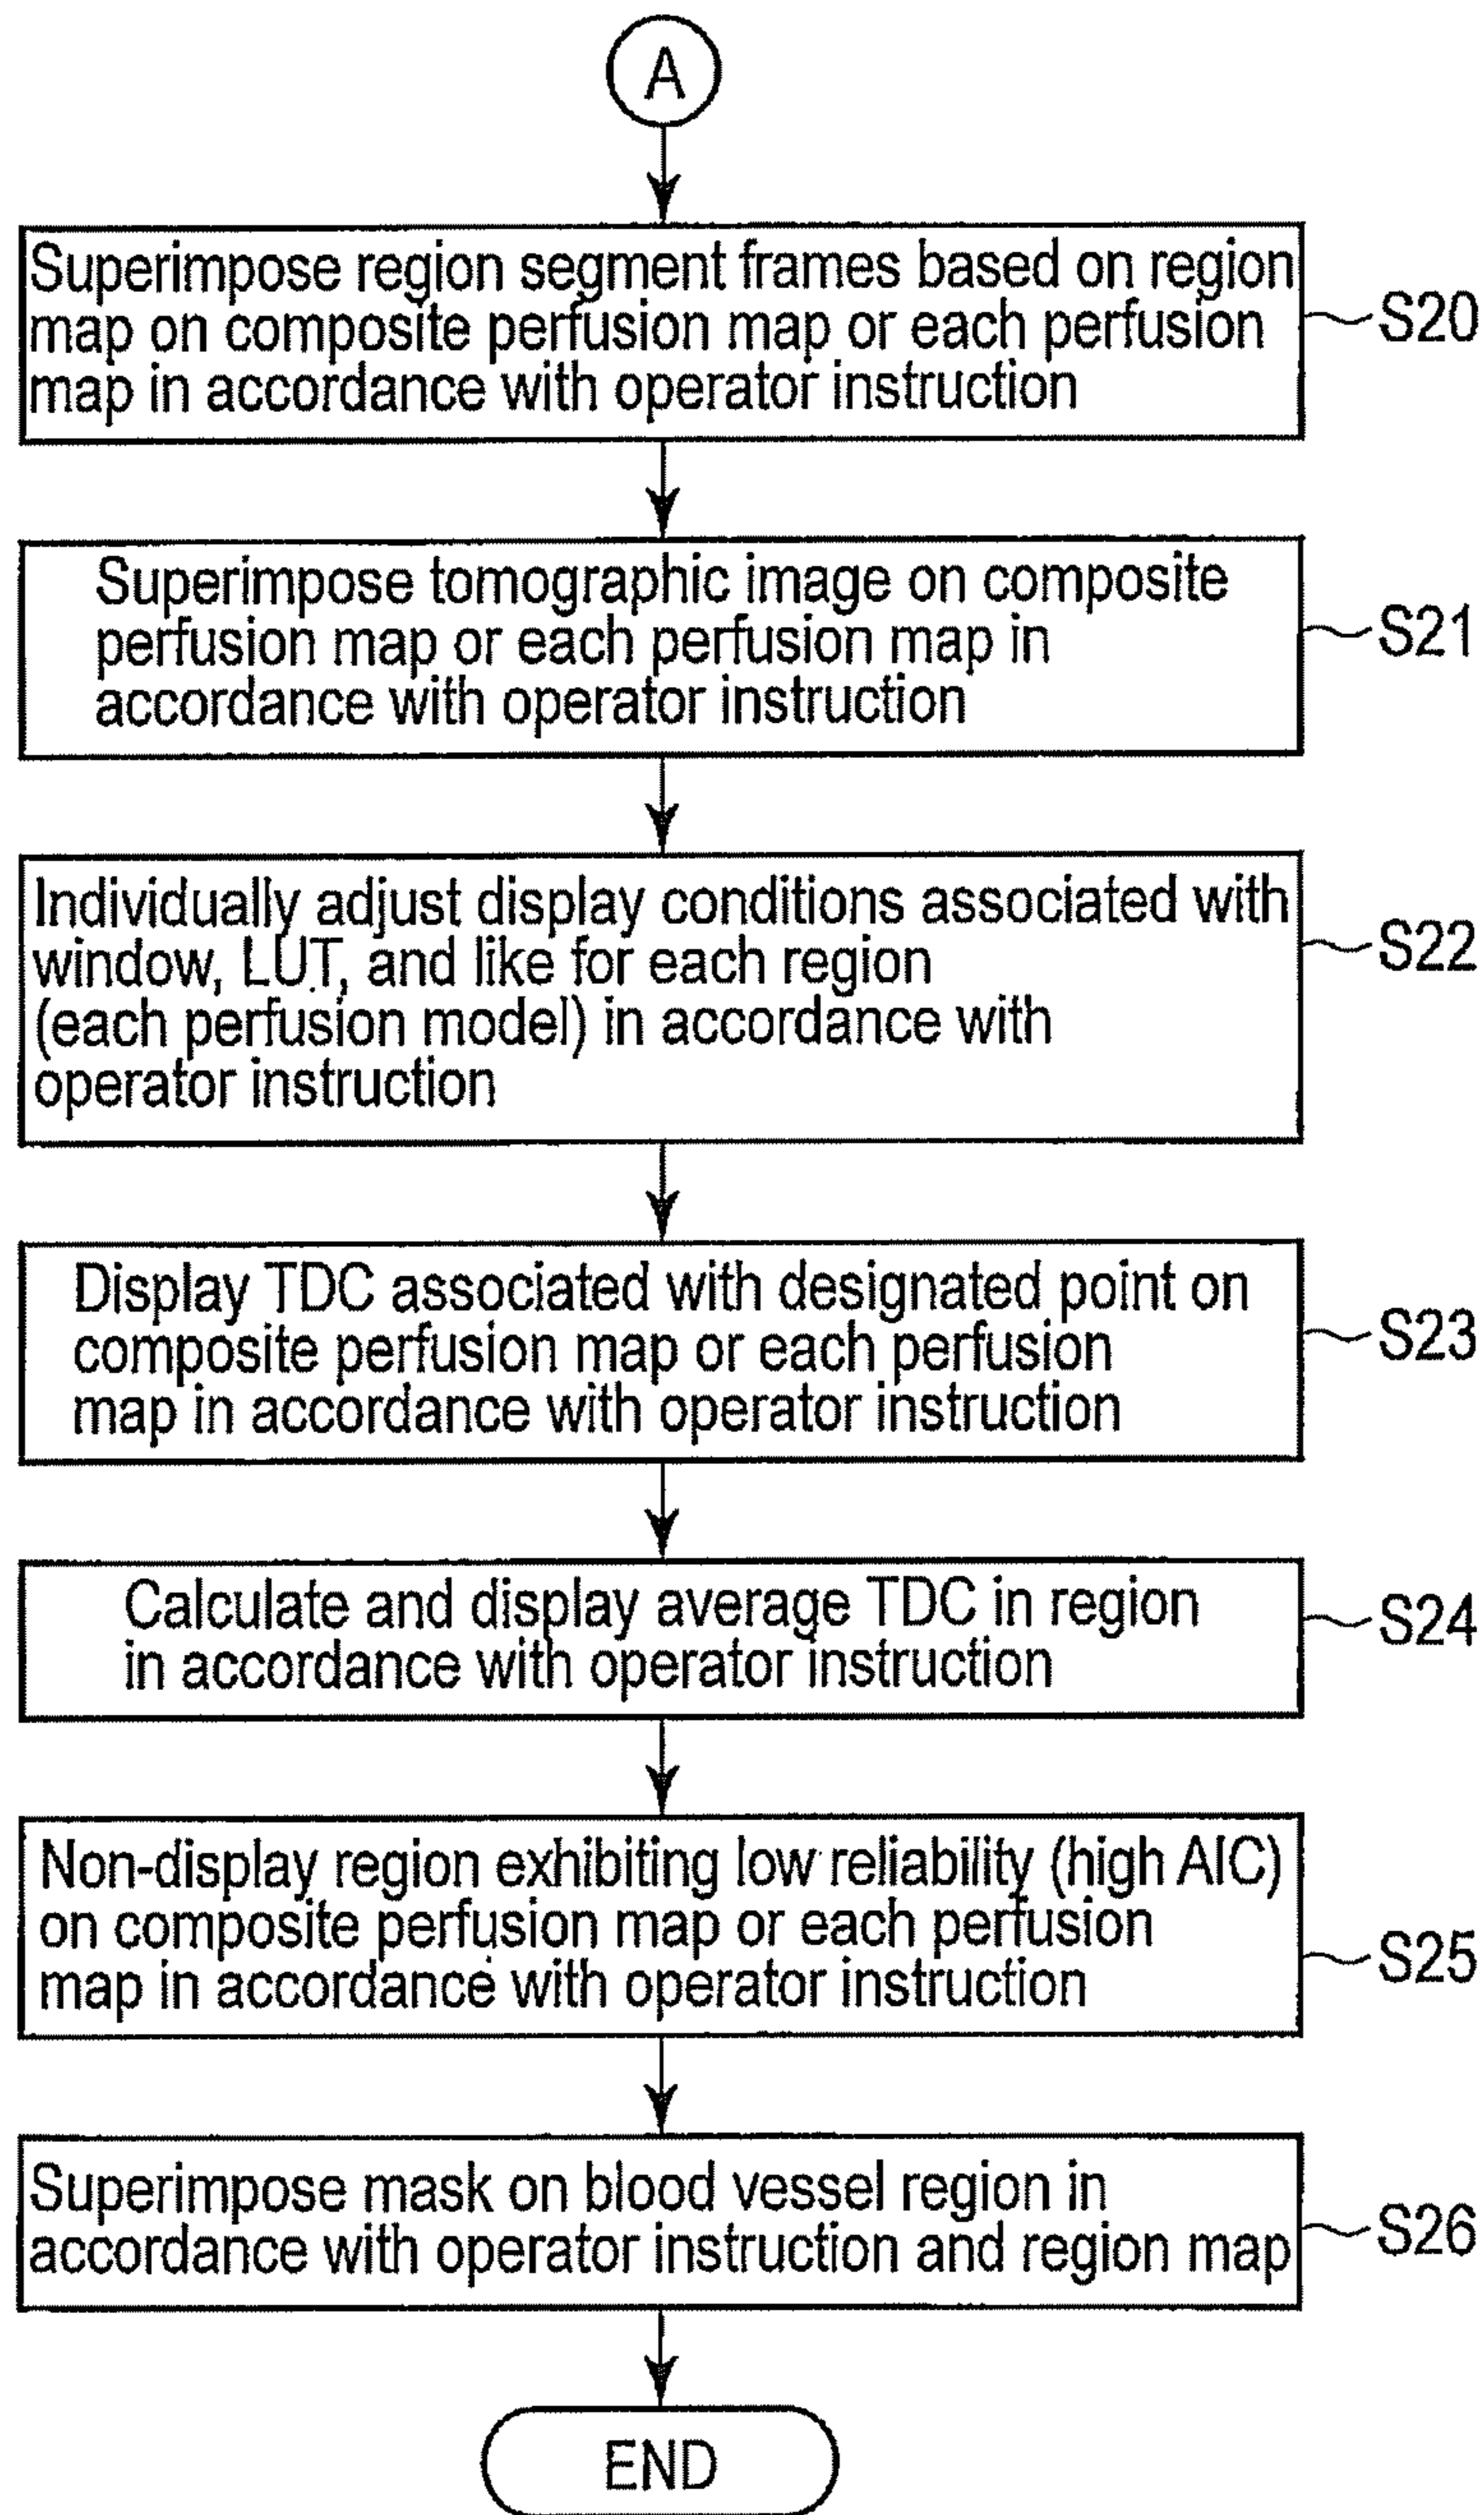 A
Superimpose region segment frames based on region
map on composite perfusion map or each perfusion
map in accordance with operator instruction
S20
Superimpose tomographic image on composite
perfusion map or each perfusion map in
accordance with operator instruction
S21
Individually adjust display conditions associated with
window, LUT, and like for each region
(each perfusion model) in accordance with
operator instruction
S22
Display TDC associated with designated point on
composite perfusion map or each perfusion
map in accordance with operator instruction
S23
Calculate and display average TDC in region
in accordance with operator instruction
S24
Non-display region exhibiting low reliability (high AIC)
on composite perfusion map or each perfusion
map in accordance with operator instruction
S25
Superimpose mask on blood vessel region in
accordance with operator instruction and region map
S26
END